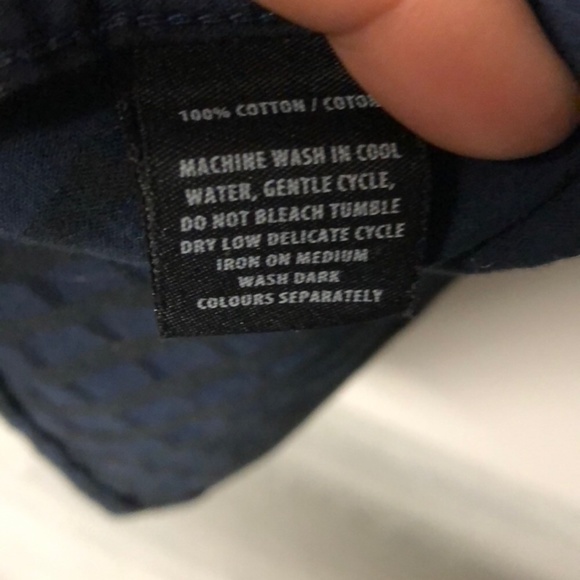 100% COTTON / COTO
MACHINE WASH IN COOL
WATER, GENTLE CYCLE,
DO NOT BLEACH TUMBLE
DRY LOW DELICATE CYCLE
IRON ON MEDIUM
WASH DARK
COLOURS SEPARATELY